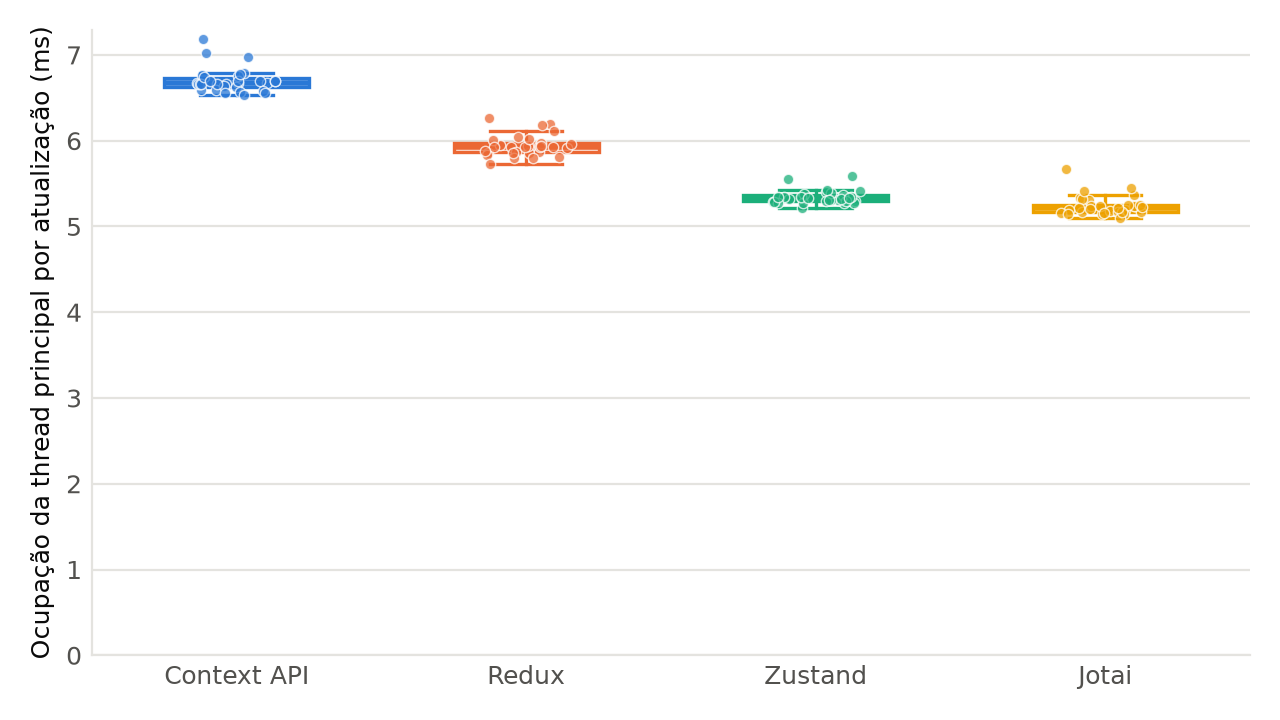 Ocupação da thread principal por atualização (ms)
7
6
5
4
3
2
1
0
Context API
Redux
Zustand
Jotai